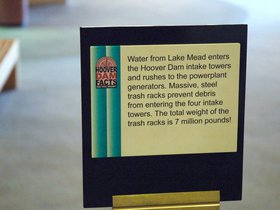 HOOVER
DAM
FACTS
Water from Lake Mead enters
the Hoover Dam intake towers
and rushes to the powerplant
generators. Massive, steel
trash racks prevent debris
from entering the four intake
towers. The total weight of the
trash racks is 7 million pounds!